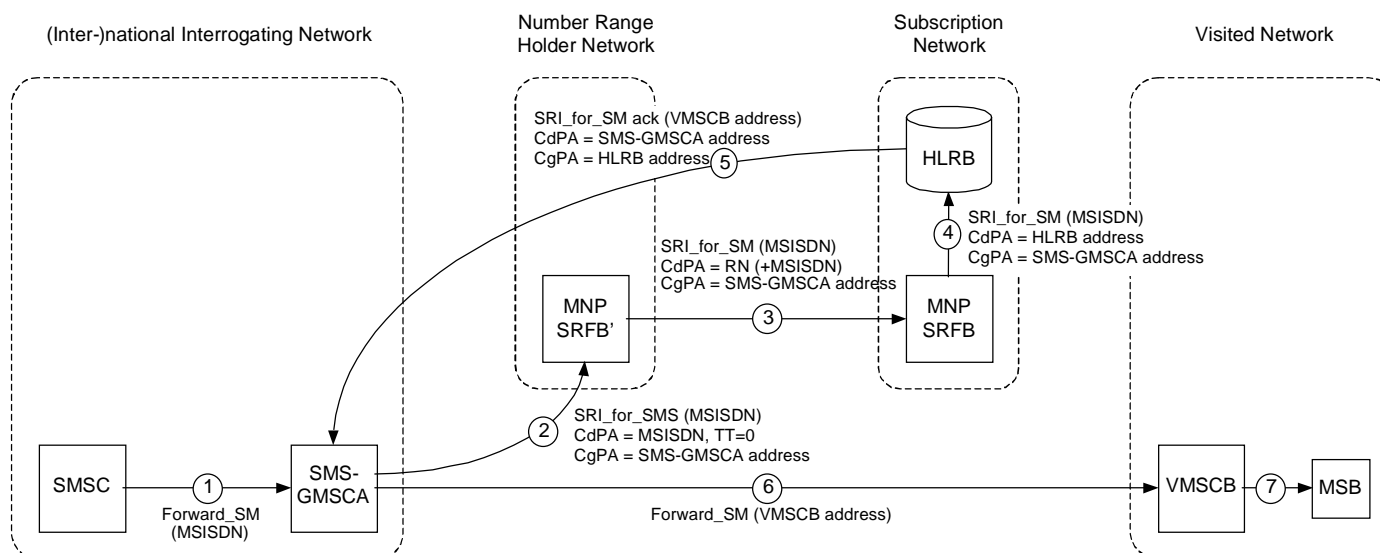 (Inter-)national Interrogating Network
Number Range
Holder Network
Subscription
Network
Visited Network
SRI_for_SM ack (VMSCB address)
CdPA = SMS-GMSCA address
CgPA = HLRB address
5
HLRB
4
SRI_for_SM (MSISDN)
CdPA = HLRB address
CgPA = SMS-GMSCA address
SRI_for_SM (MSISDN)
CdPA = RN (+MSISDN)
CgPA = SMS-GMSCA address
MNP
SRFB’
3
MNP
SRFB
2
SRI_for_SMS (MSISDN)
CdPA = MSISDN, TT=0
CgPA = SMS-GMSCA address
SMSC
1
Forward_SM
(MSISDN)
SMS-
GMSCA
6
Forward_SM (VMSCB address)
VMSCB
7
MSB